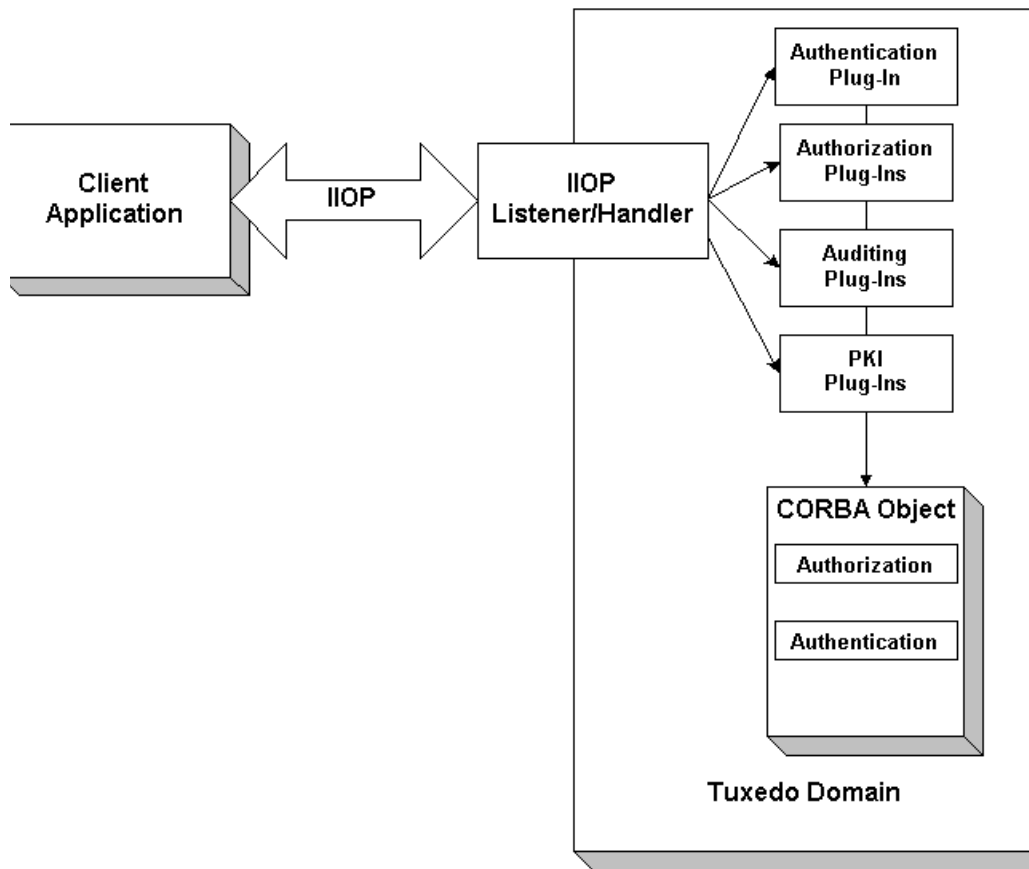 Client
Application
IIOP
IIOP
Listener/Handler
Authentication
Plug-In
Authorization
Plug-Ins
Auditing
Plug-Ins
PKI
Plug-Ins
CORBA Object
Authorization
Authentication
Tuxedo Domain